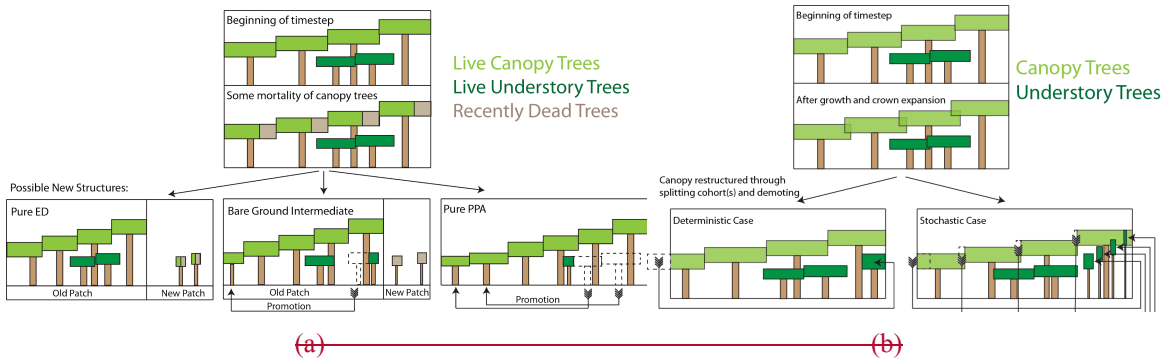 Beginning of timestep
Some mortality of canopy trees
Live Canopy Trees
Live Understory Trees
Recently Dead Trees
Possible New Structures:
Pure ED
Old Patch
New Patch
Bare Ground Intermediate
Old Patch
New Patch
Promotion
Pure PPA
Promotion
(a)
Beginning of timestep
After growth and crown expansion
Canopy Trees
Understory Trees
Canopy restructured through
splitting cohort(s) and demoting
Deterministic Case
Stochastic Case
(b)